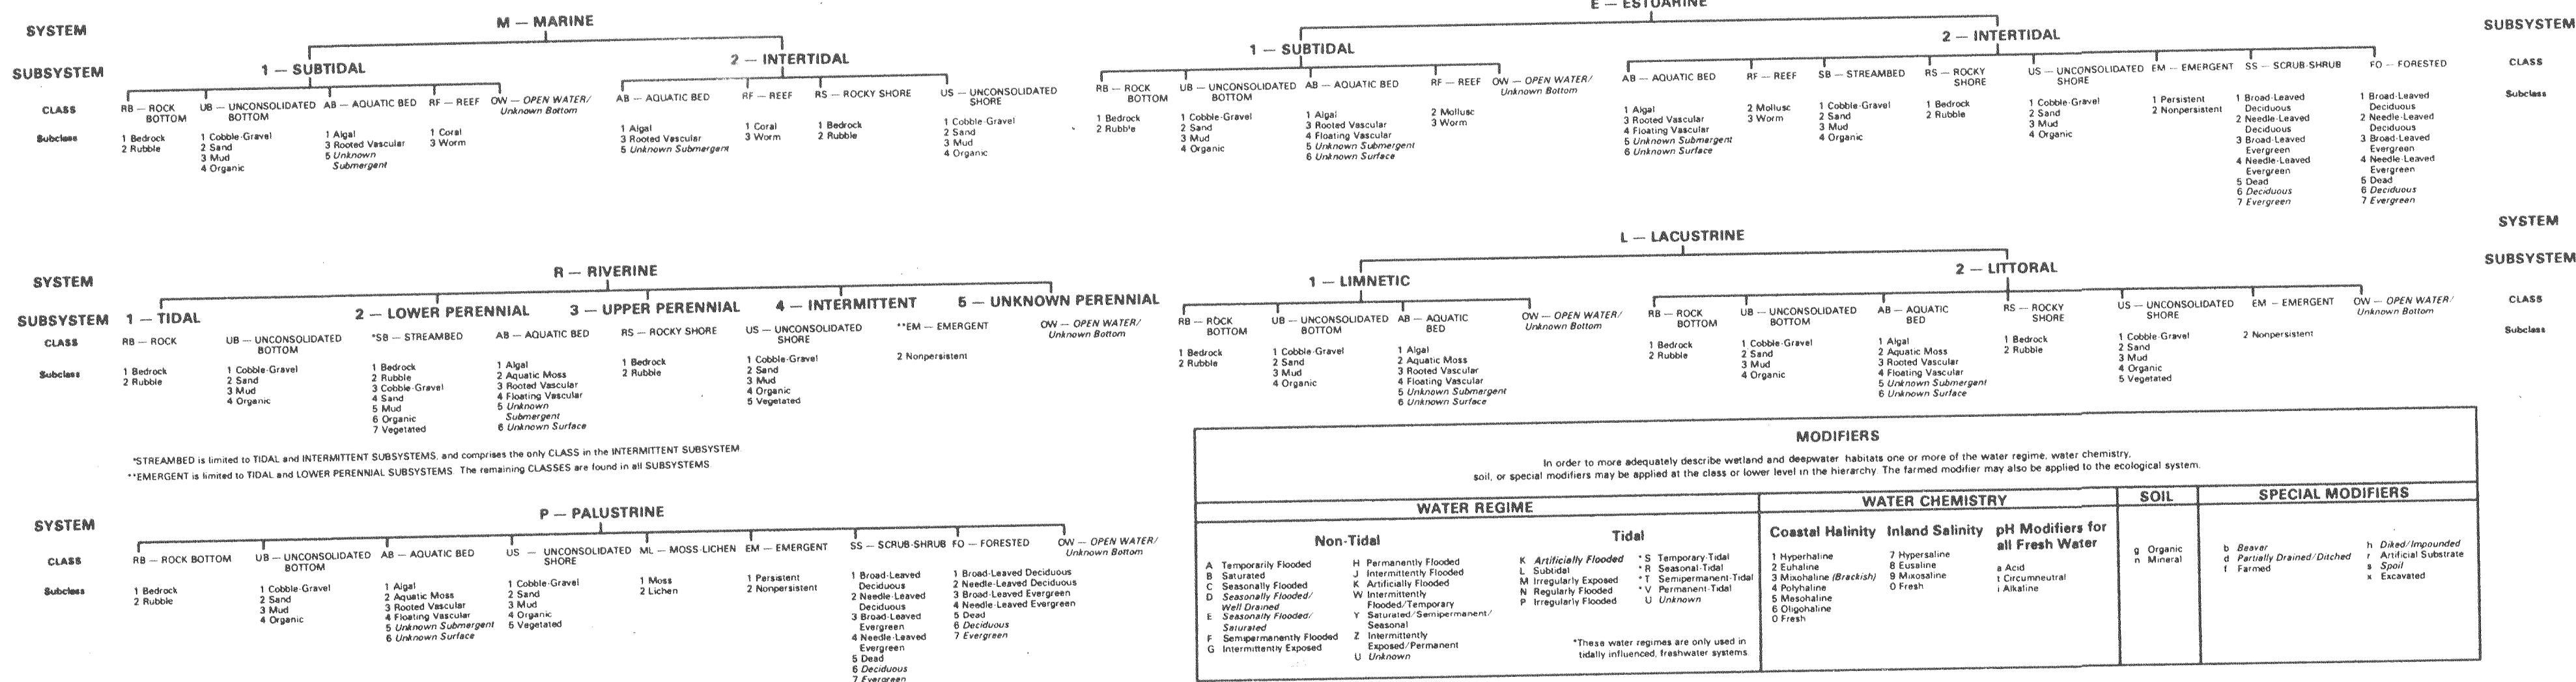 SYSTEM
M — MARINE
SUBSYSTEM
1 — SUBTIDAL
2 — INTERTIDAL
CLASS
RB — ROCK
BOTTOM
UB — UNCONSOLIDATED
BOTTOM
AB — AQUATIC BED
RF — REEF
OW — OPEN WATER/
Unknown Bottom
AB — AQUATIC BED
RF — REEF
RS — ROCKY SHORE
US — UNCONSOLIDATED
SHORE
Subclass
1 Bedrock
2 Rubble
1 Cobble-Gravel
2 Sand
3 Mud
4 Organic
1 Algal
3 Rooted Vascular
5 Unknown
Submergent
1 Coral
3 Worm
1 Algal
3 Rooted Vascular
5 Unknown Submergent
1 Coral
3 Worm
1 Bedrock
2 Rubble
1 Cobble-Gravel
2 Sand
3 Mud
4 Organic
E — ESTUARINE
SUBSYSTEM
1 — SUBTIDAL
2 — INTERTIDAL
CLASS
RB — ROCK
BOTTOM
UB — UNCONSOLIDATED
BOTTOM
AB — AQUATIC BED
RF — REEF
OW — OPEN WATER/
Unknown Bottom
AB — AQUATIC BED
RF — REEF
SB — STREAMBED
RS — ROCKY
SHORE
US — UNCONSOLIDATED
SHORE
EM — EMERGENT
SS — SCRUB-SHRUB
FO — FORESTED
Subclass
1 Bedrock
2 Rubble
1 Cobble-Gravel
2 Sand
3 Mud
4 Organic
1 Algal
3 Rooted Vascular
4 Floating Vascular
5 Unknown Submergent
6 Unknown Surface
2 Mollusc
3 Worm
1 Algal
3 Rooted Vascular
4 Floating Vascular
5 Unknown Submergent
6 Unknown Surface
2 Mollusc
3 Worm
1 Cobble-Gravel
2 Sand
3 Mud
4 Organic
1 Bedrock
2 Rubble
1 Cobble-Gravel
2 Sand
3 Mud
4 Organic
1 Persistent
2 Nonpersistent
1 Broad-Leaved
Deciduous
2 Needle-Leaved
Deciduous
3 Broad-Leaved
Evergreen
4 Needle-Leaved
Evergreen
5 Dead
6 Deciduous
7 Evergreen
1 Broad-Leaved
Deciduous
2 Needle-Leaved
Deciduous
3 Broad-Leaved
Evergreen
4 Needle-Leaved
Evergreen
5 Dead
6 Deciduous
7 Evergreen
SYSTEM
R — RIVERINE
SUBSYSTEM
1 — TIDAL
2 — LOWER PERENNIAL
3 — UPPER PERENNIAL
4 — INTERMITTENT
5 — UNKNOWN PERENNIAL
CLASS
RB — ROCK
UB — UNCONSOLIDATED
BOTTOM
*SB — STREAMBED
AB — AQUATIC BED
RS — ROCKY SHORE
US — UNCONSOLIDATED
SHORE
**EM — EMERGENT
OW — OPEN WATER/
Unknown Bottom
Subclass
1 Bedrock
2 Rubble
1 Cobble-Gravel
2 Sand
3 Mud
4 Organic
1 Bedrock
2 Rubble
3 Cobble-Gravel
4 Sand
5 Mud
6 Organic
7 Vegetated
1 Algal
2 Aquatic Moss
3 Rooted Vascular
4 Floating Vascular
5 Unknown
Submergent
6 Unknown Surface
1 Bedrock
2 Rubble
1 Cobble-Gravel
2 Sand
3 Mud
4 Organic
5 Vegetated
2 Nonpersistent
*STREAMBED is limited to TIDAL and INTERMITTENT SUBSYSTEMS, and comprises the only CLASS in the INTERMITTENT SUBSYSTEM
**EMERGENT is limited to TIDAL and LOWER PERENNIAL SUBSYSTEMS. The remaining CLASSES are found in all SUBSYSTEMS
SYSTEM
L — LACUSTRINE
SUBSYSTEM
1 — LIMNETIC
2 — LITTORAL
CLASS
RB — ROCK
BOTTOM
UB — UNCONSOLIDATED
BOTTOM
AB — AQUATIC
BED
OW — OPEN WATER/
Unknown Bottom
RB — ROCK
BOTTOM
UB — UNCONSOLIDATED
BOTTOM
AB — AQUATIC
BED
RS — ROCKY
SHORE
US — UNCONSOLIDATED
SHORE
EM — EMERGENT
OW — OPEN WATER/
Unknown Bottom
Subclass
1 Bedrock
2 Rubble
1 Cobble-Gravel
2 Sand
3 Mud
4 Organic
1 Algal
2 Aquatic Moss
3 Rooted Vascular
4 Floating Vascular
5 Unknown Submergent
6 Unknown Surface
1 Bedrock
2 Rubble
1 Cobble-Gravel
2 Sand
3 Mud
4 Organic
1 Algal
2 Aquatic Moss
3 Rooted Vascular
4 Floating Vascular
5 Unknown Submergent
6 Unknown Surface
1 Bedrock
2 Rubble
1 Cobble-Gravel
2 Sand
3 Mud
4 Organic
5 Vegetated
2 Nonpersistent
SYSTEM
P — PALUSTRINE
CLASS
RB — ROCK BOTTOM
UB — UNCONSOLIDATED
BOTTOM
AB — AQUATIC BED
US — UNCONSOLIDATED
SHORE
ML — MOSS-LICHEN
EM — EMERGENT
SS — SCRUB-SHRUB
FO — FORESTED
OW — OPEN WATER/
Unknown Bottom
Subclass
1 Bedrock
2 Rubble
1 Cobble-Gravel
2 Sand
3 Mud
4 Organic
1 Algal
2 Aquatic Moss
3 Rooted Vascular
4 Floating Vascular
5 Unknown Submergent
6 Unknown Surface
1 Cobble-Gravel
2 Sand
3 Mud
4 Organic
5 Vegetated
1 Moss
2 Lichen
1 Persistent
2 Nonpersistent
1 Broad-Leaved
Deciduous
2 Needle-Leaved
Deciduous
3 Broad-Leaved
Evergreen
4 Needle-Leaved
Evergreen
5 Dead
6 Deciduous
7 Evergreen
1 Broad-Leaved Deciduous
2 Needle-Leaved Deciduous
3 Broad-Leaved Evergreen
4 Needle-Leaved Evergreen
5 Dead
6 Deciduous
7 Evergreen
MODIFIERS
In order to more adequately describe wetland and deepwater habitats one or more of the water regime, water chemistry,
soil, or special modifiers may be applied at the class or lower level in the hierarchy. The farmed modifier may also be applied to the ecological system.
WATER REGIME
WATER CHEMISTRY
SOIL
SPECIAL MODIFIERS
Non-Tidal
Tidal
A Temporarily Flooded
B Saturated
C Seasonally Flooded
D Seasonally Flooded/
Well Drained
E Seasonally Flooded/
Saturated
F Semipermanently Flooded
G Intermittently Exposed
H Permanently Flooded
J Intermittently Flooded
K Artificially Flooded
W Intermittently
Flooded/Temporary
Y Saturated/Semipermanent/
Seasonal
Z Intermittently
Exposed/Permanent
U Unknown
K Artificially Flooded
L Subtidal
M Irregularly Exposed
N Regularly Flooded
P Irregularly Flooded
*S Temporary-Tidal
*R Seasonal-Tidal
*T Semipermanent-Tidal
*V Permanent-Tidal
U Unknown
*These water regimes are only used in
tidally influenced, freshwater systems.
Coastal Halinity
1 Hyperhaline
2 Euhaline
3 Mixohaline (Brackish)
4 Polyhaline
5 Mesohaline
6 Oligohaline
0 Fresh
Inland Salinity
7 Hypersaline
8 Eusaline
9 Mixosaline
0 Fresh
pH Modifiers for
all Fresh Water
a Acid
t Circumneutral
i Alkaline
g Organic
n Mineral
b Beaver
d Partially Drained/Ditched
f Farmed
h Diked/Impounded
r Artificial Substrate
s Spoil
x Excavated